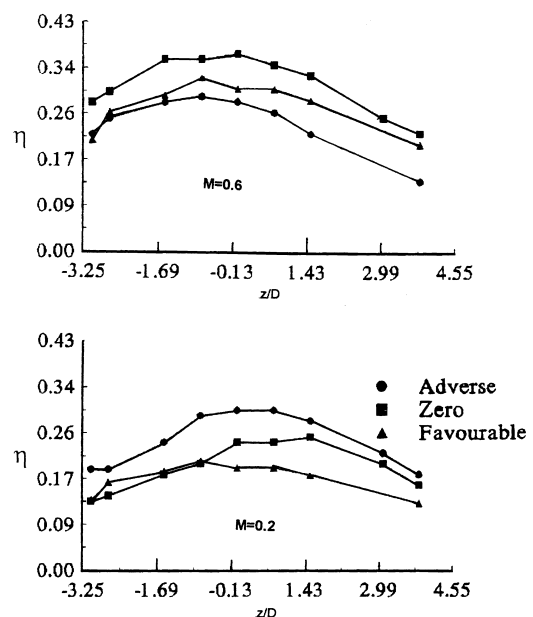 0.43
0.34
0.26
η
0.17
M=0.6
0.09
0.00
-3.25 -1.69 -0.13 1.43 2.99 4.55
z/D
0.43
0.34
Adverse
Zero
0.26
Favourable
η
0.17
M=0.2
0.09
0.00
-3.25 -1.69 -0.13 1.43 2.99 4.55
z/D